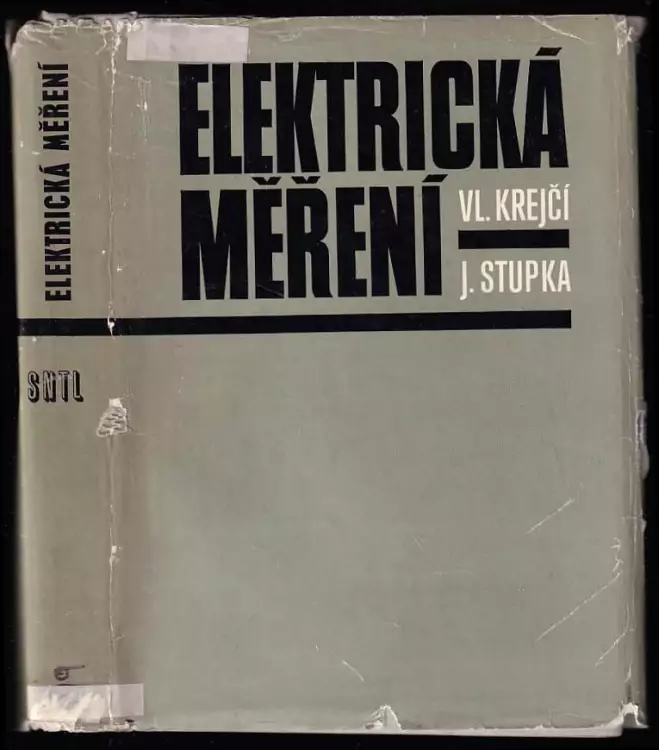 ELEKTRICKÁ MĚŘENÍ
SNTL
ELEKTRICKÁ
MĚŘENÍ
VL. KREJČÍ
J. STUPKA